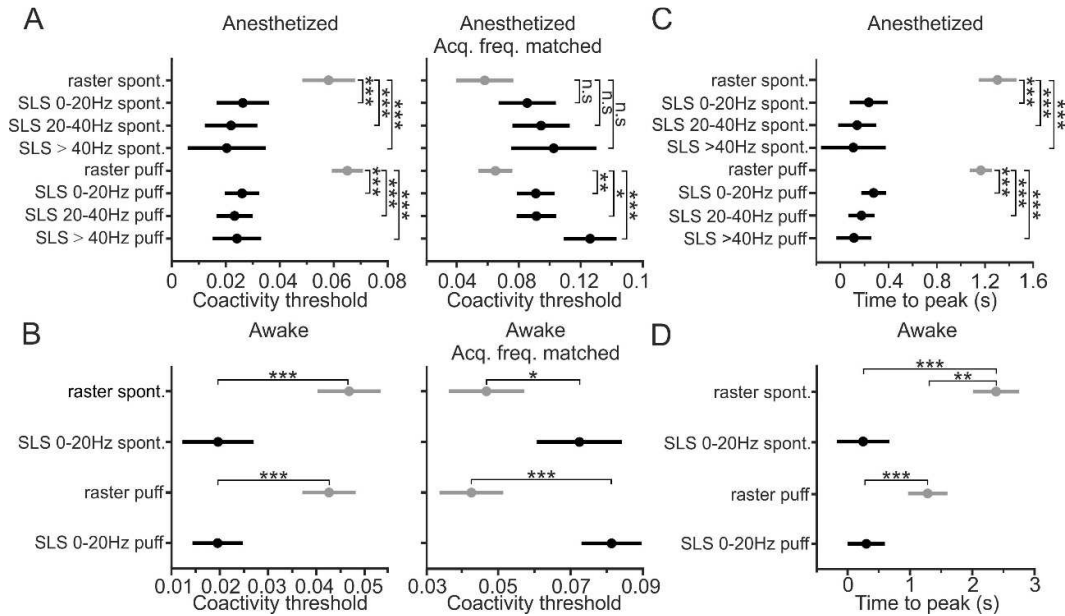 A
Anesthetized
raster spont.
SLS 0-20Hz spont.
SLS 20-40Hz spont.
SLS > 40Hz spont.
raster puff
SLS 0-20Hz puff
SLS 20-40Hz puff
SLS > 40Hz puff
***
***
***
***
***
***
0
0.02
0.04
0.06
0.08
Coactivity threshold
Anesthetized
Acq. freq. matched
n.s
n.s
n.s
**
*
***
0.04
0.08
0.12
0.1
Coactivity threshold
C
Anesthetized
raster spont.
SLS 0-20Hz spont.
SLS 20-40Hz spont.
SLS >40Hz spont.
raster puff
SLS 0-20Hz puff
SLS 20-40Hz puff
SLS >40Hz puff
***
***
***
***
***
***
0
0.4
0.8
1.2
1.6
Time to peak (s)
B
Awake
raster spont.
SLS 0-20Hz spont.
raster puff
SLS 0-20Hz puff
***
***
0.01
0.02
0.03
0.04
0.05
Coactivity threshold
Awake
Acq. freq. matched
*
***
0.03
0.05
0.07
0.09
Coactivity threshold
D
Awake
raster spont.
SLS 0-20Hz spont.
raster puff
SLS 0-20Hz puff
***
**
***
0
1
2
3
Time to peak (s)